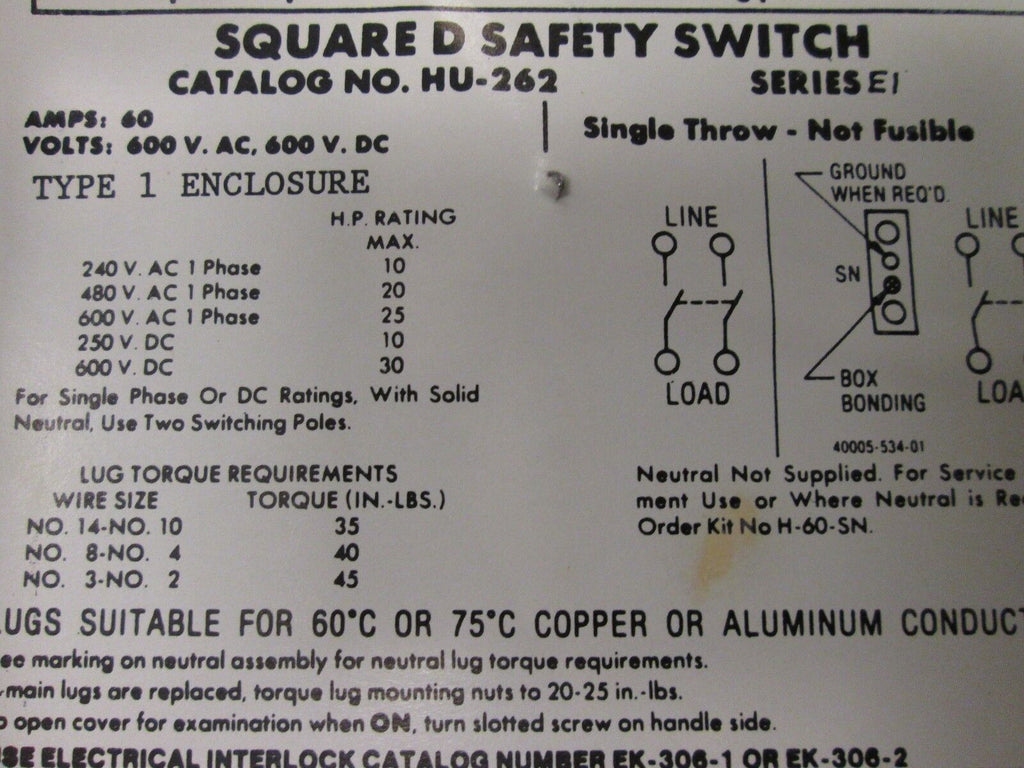 SQUARE D SAFETY SWITCH
CATALOG NO. HU-262 SERIES E1
AMPS: 60
VOLTS: 600 V. AC, 600 V. DC
TYPE 1 ENCLOSURE
H.P. RATING
MAX.
240 V. AC 1 Phase 10
480 V. AC 1 Phase 20
600 V. AC 1 Phase 25
250 V. DC 10
600 V. DC 30
For Single Phase Or DC Ratings, With Solid
Neutral, Use Two Switching Poles.
LUG TORQUE REQUIREMENTS
WIRE SIZE TORQUE (IN.-LBS.)
NO. 14-NO. 10 35
NO. 8-NO. 4 40
NO. 3-NO. 2 45
Single Throw - Not Fusible
LINE
LOAD
GROUND
WHEN REQ'D.
SN
BOX
BONDING
LINE
LOA
40005-534-01
Neutral Not Supplied. For Service
ment Use or Where Neutral is Re
Order Kit No H-60-SN.
UGS SUITABLE FOR 60°C OR 75°C COPPER OR ALUMINUM CONDUCT
ee marking on neutral assembly for neutral lug torque requirements.
main lugs are replaced, torque lug mounting nuts to 20-25 in.-lbs.
o open cover for examination when ON, turn slotted screw on handle side.
SE ELECTRICAL INTERLOCK CATALOG NUMBER EK-306-1 OR EK-306-2